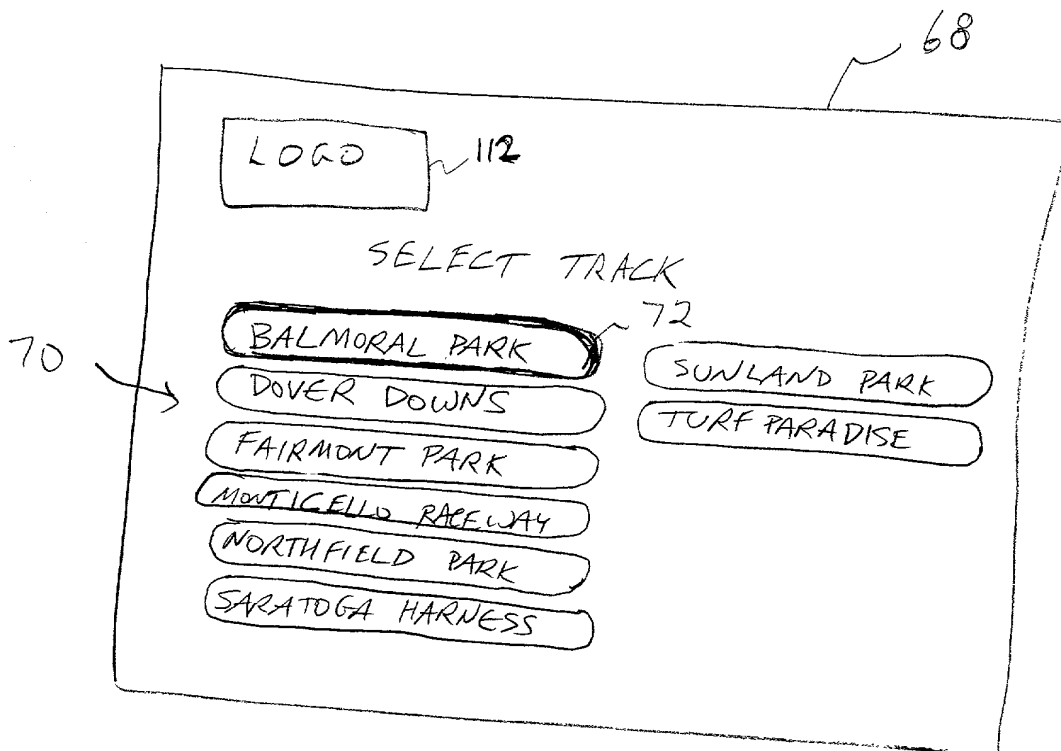 68
LOGO
112
SELECT TRACK
70
72
BALMORAL PARK
DOVER DOWNS
FAIRMONT PARK
MONTICELLO RACEWAY
NORTHFIELD PARK
SARATOGA HARNESS
SUNLAND PARK
TURF PARADISE